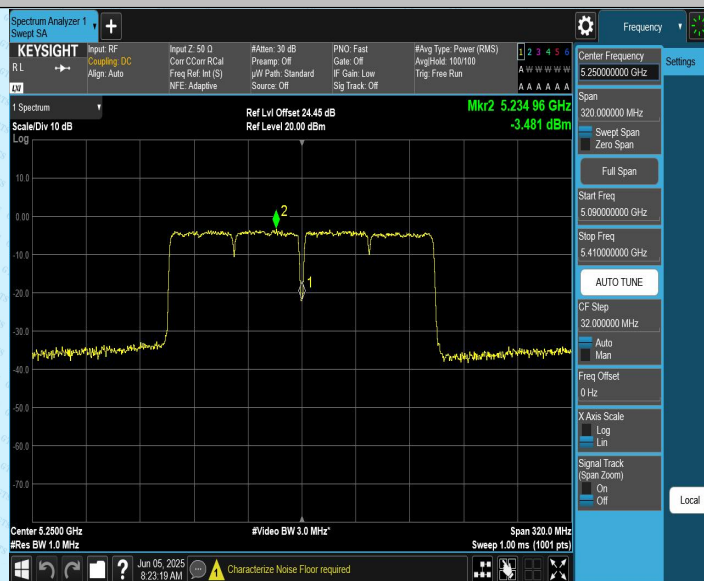 Spectrum Analyzer 1
Swept SA
Frequency
KEYSIGHT
RL
LXI
Input: RF
Coupling: DC
Align: Auto
Input Z: 50 Ω
Corr CCorr RCal
Freq Ref: Int (S)
NFE: Adaptive
#Atten: 30 dB
Preamp: Off
µW Path: Standard
Source: Off
PNO: Fast
Gate: Off
IF Gain: Low
Sig Track: Off
#Avg Type: Power (RMS)
Avg|Hold: 100/100
Trig: Free Run
1 2 3 4 5 6
A W W W W W
A A A A A A
1 Spectrum
Scale/Div 10 dB
Log
Ref Lvl Offset 24.45 dB
Ref Level 20.00 dBm
Mkr2 5.234 96 GHz
-3.481 dBm
10.0
0.00
-10.0
-20.0
-30.0
-40.0
-50.0
-60.0
-70.0
2
1
Center 5.2500 GHz
#Res BW 1.0 MHz
#Video BW 3.0 MHz*
Span 320.0 MHz
Sweep 1.00 ms (1001 pts)
Center Frequency
5.250000000 GHz
Settings
Span
320.000000 MHz
Swept Span
Zero Span
Full Span
Start Freq
5.090000000 GHz
Stop Freq
5.410000000 GHz
AUTO TUNE
CF Step
32.000000 MHz
Auto
Man
Freq Offset
0 Hz
X Axis Scale
Log
Lin
Signal Track
(Span Zoom)
On
Off
Local
?
Jun 05, 2025
8:23:19 AM
1
Characterize Noise Floor required